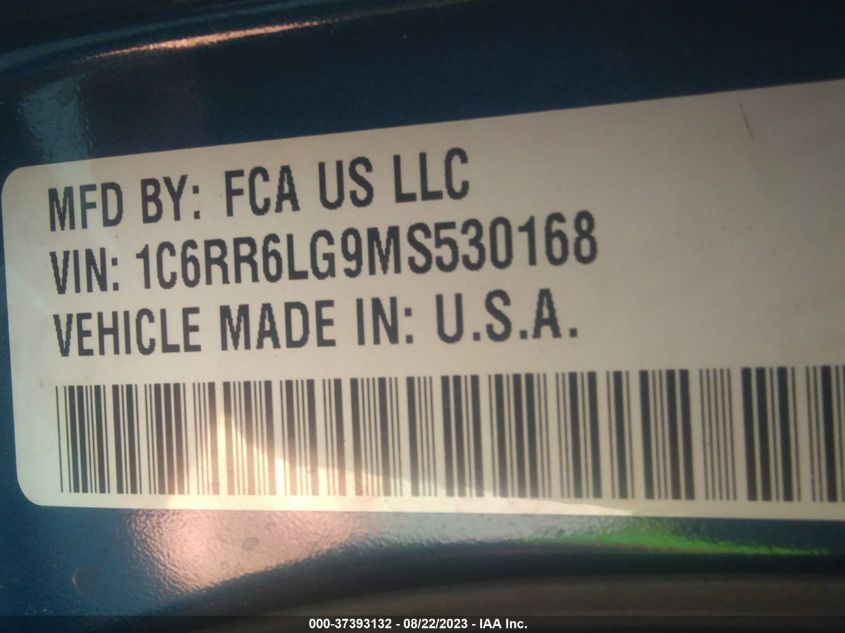 MFD BY: FCA US LLC
VIN: 1C6RR6LG9MS530168
VEHICLE MADE IN: U.S.A.
000-37393132 - 08/22/2023 - IAA Inc.